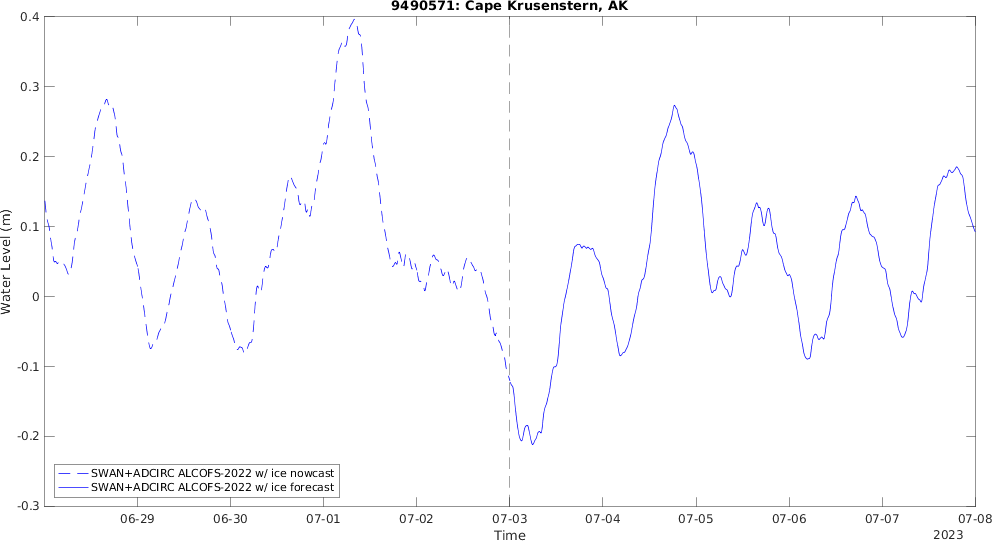 9490571: Cape Krusenstern, AK
Water Level (m)
0.4
0.3
0.2
0.1
0
-0.1
-0.2
-0.3
SWAN+ADCIRC ALCOFS-2022 w/ ice nowcast
SWAN+ADCIRC ALCOFS-2022 w/ ice forecast
06-29 06-30 07-01 07-02 07-03 07-04 07-05 07-06 07-07 07-08
Time
2023